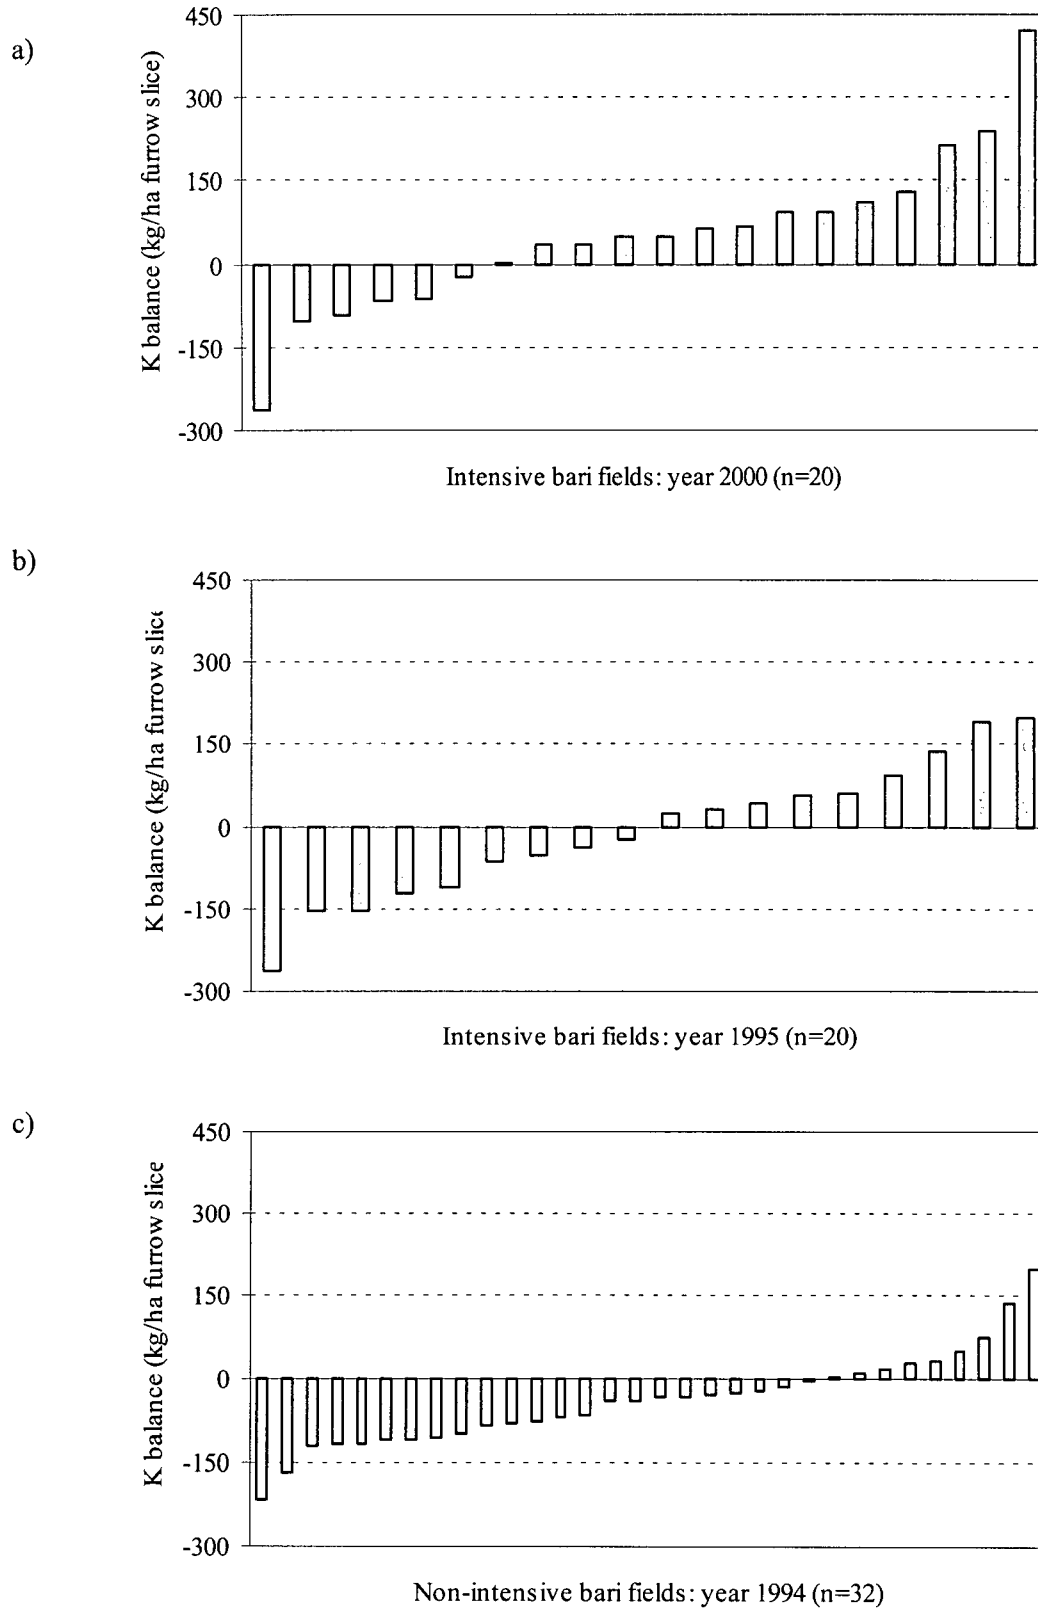 a)
K balance (kg/ha furrow slice)
450
300
150
0
-150
-300
Intensive bari fields: year 2000 (n=20)
b)
K balance (kg/ha furrow slic
450
300
150
0
-150
-300
Intensive bari fields: year 1995 (n=20)
c)
K balance (kg/ha furrow slice
450
300
150
0
-150
-300
Non-intensive bari fields: year 1994 (n=32)